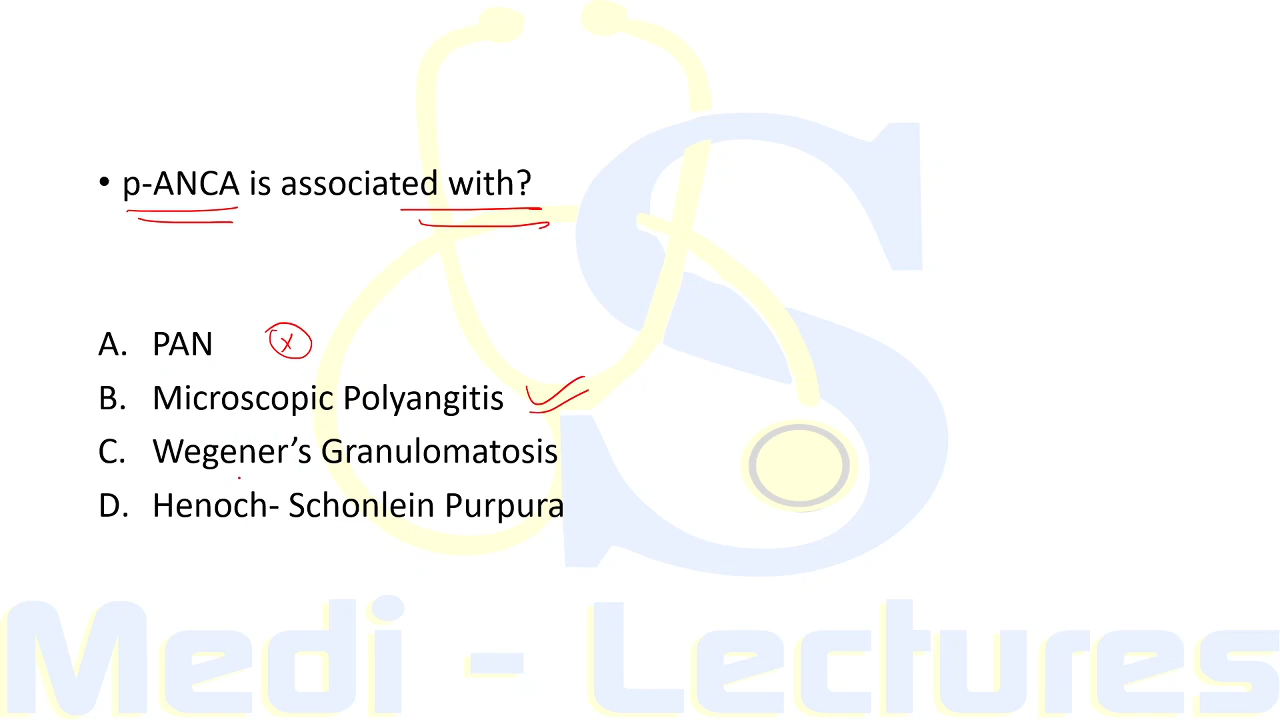 • p-ANCA is associated with?
A. PAN x
B. Microscopic Polyangitis
C. Wegener’s Granulomatosis
D. Henoch- Schonlein Purpura
S
Medi - Lectures